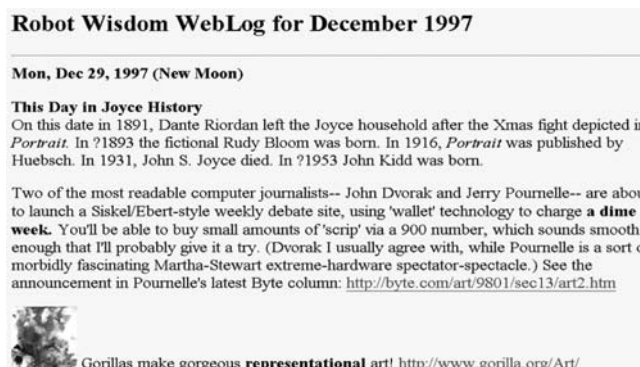 Robot Wisdom WebLog for December 1997
Mon, Dec 29, 1997 (New Moon)
This Day in Joyce History
On this date in 1891, Dante Riordan left the Joyce household after the Xmas fight depicted in
Portrait. In ?1893 the fictional Rudy Bloom was born. In 1916, Portrait was published by
Huebsch. In 1931, John S. Joyce died. In ?1953 John Kidd was born.
Two of the most readable computer journalists-- John Dvorak and Jerry Pournelle-- are abou
to launch a Siskel/Ebert-style weekly debate site, using 'wallet' technology to charge a dime
week. You'll be able to buy small amounts of 'scrip' via a 900 number, which sounds smooth
enough that I'll probably give it a try. (Dvorak I usually agree with, while Pournelle is a sort
morbidly fascinating Martha-Stewart extreme-hardware spectator-spectacle.) See the
announcement in Pournelle's latest Byte column: http://byte.com/art/9801/sec13/art2.htm
Gorillas make gorgeous representational art! http://www.gorilla.org/Art/